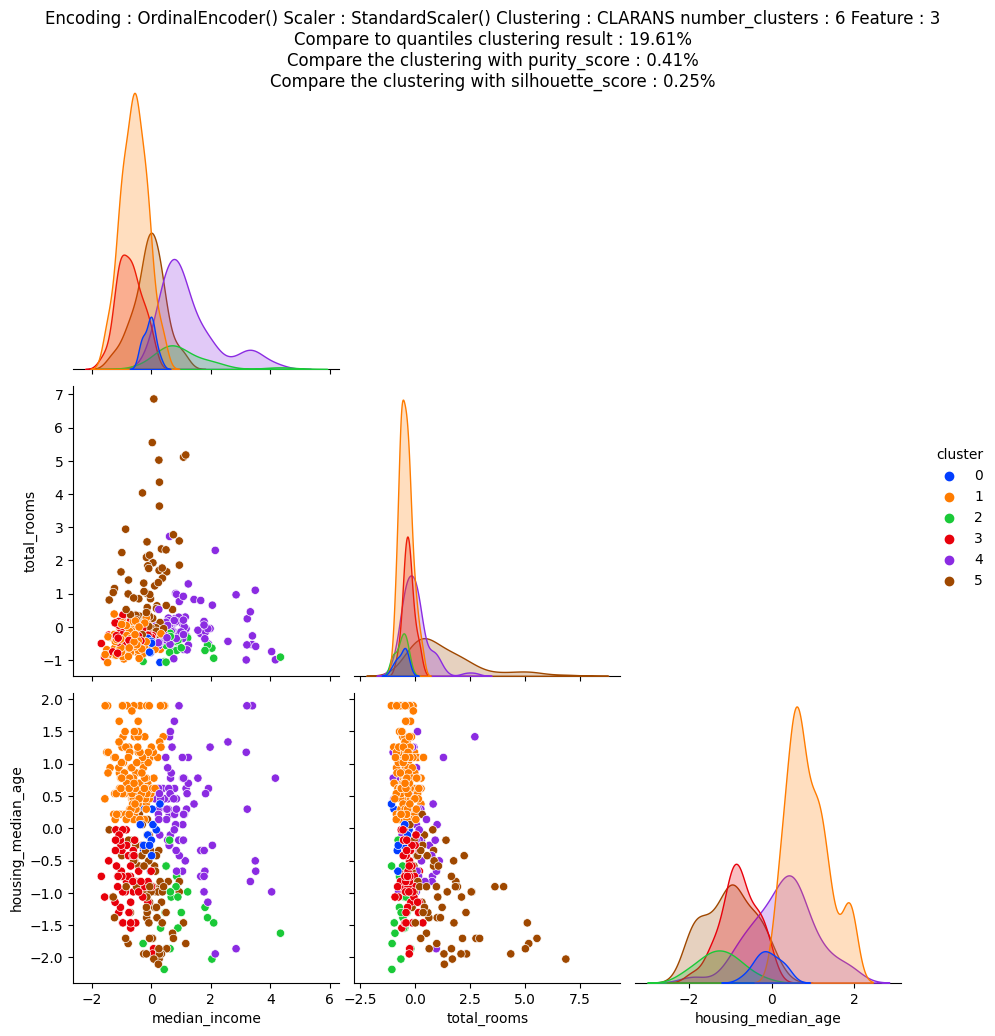 Encoding : OrdinalEncoder() Scaler : StandardScaler() Clustering : CLARANS number_clusters : 6 Feature : 3
Compare to quantiles clustering result : 19.61%
Compare the clustering with purity_score : 0.41%
Compare the clustering with silhouette_score : 0.25%
7
6
5
4
3
2
1
0
−1
total_rooms
cluster
0
1
2
3
4
5
2.0
1.5
1.0
0.5
0.0
−0.5
−1.0
−1.5
−2.0
housing_median_age
−2 0 2 4 6
median_income
−2.5 0.0 2.5 5.0 7.5
total_rooms
−2 0 2
housing_median_age